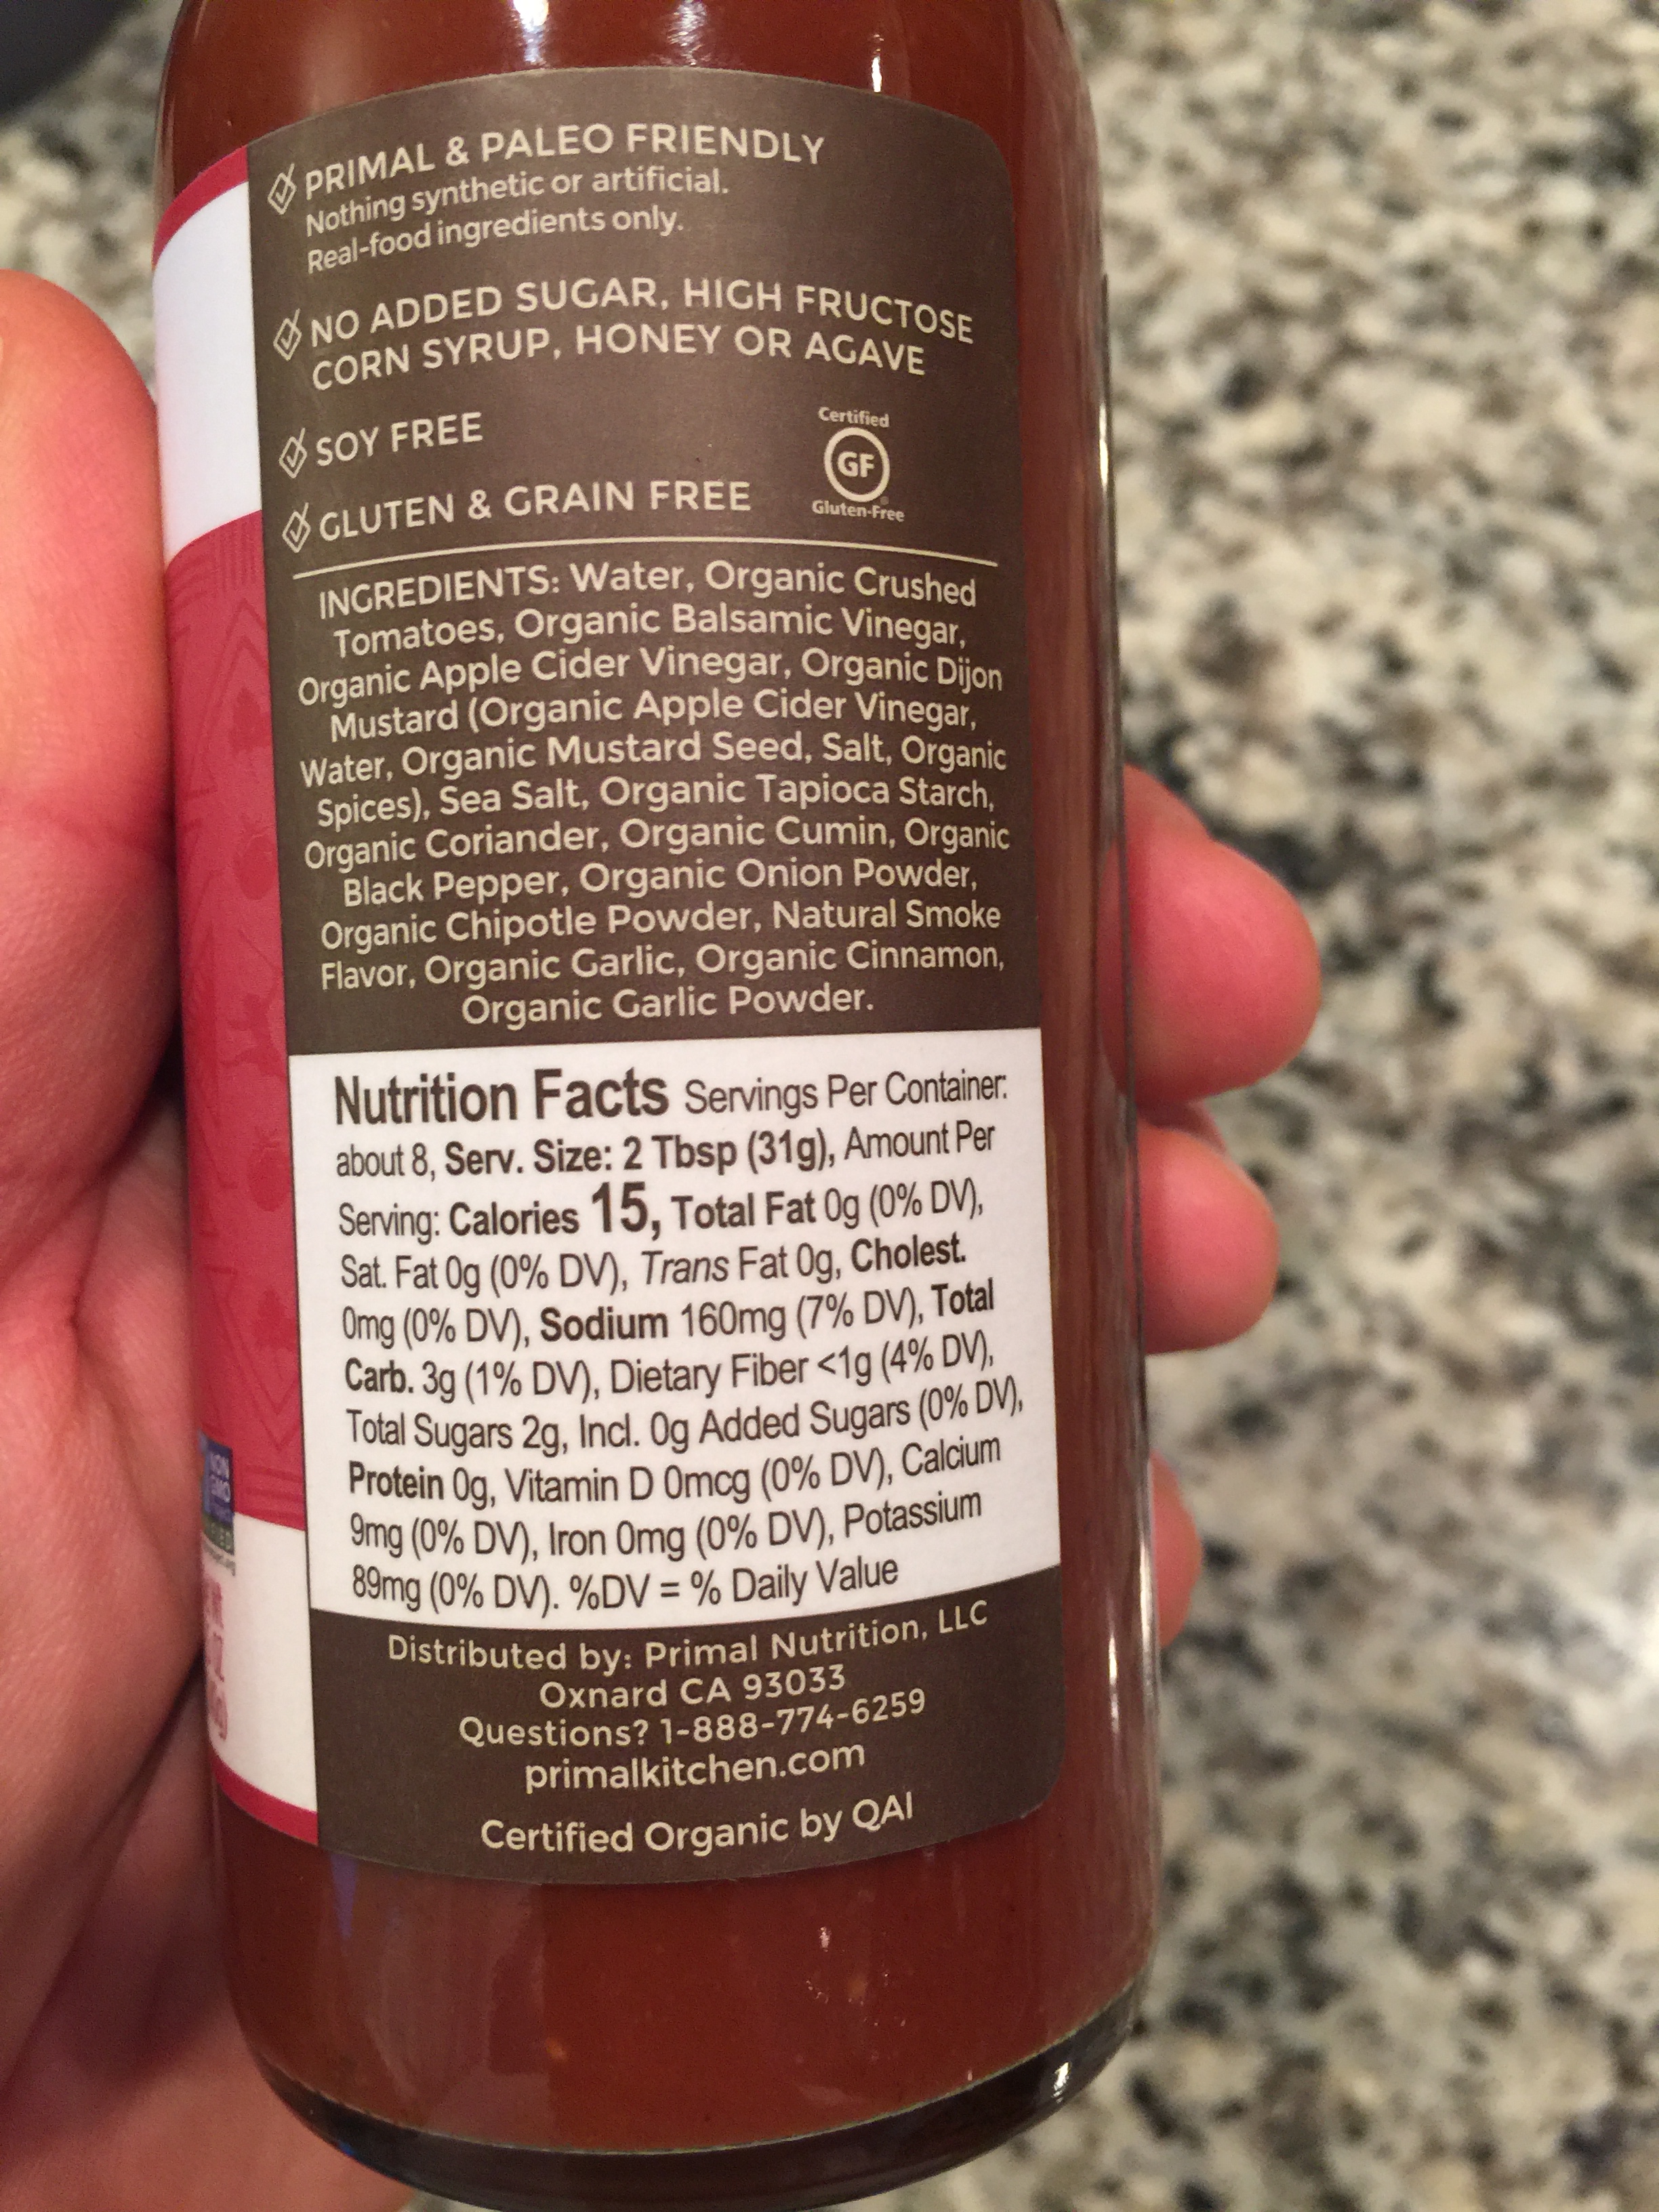 PRIMAL & PALEO FRIENDLY
Nothing synthetic or artificial.
Real-food ingredients only.
NO ADDED SUGAR, HIGH FRUCTOSE
CORN SYRUP, HONEY OR AGAVE
SOY FREE
GLUTEN & GRAIN FREE
Certified
GF
Gluten-Free
INGREDIENTS: Water, Organic Crushed
Tomatoes, Organic Balsamic Vinegar,
Organic Apple Cider Vinegar, Organic Dijon
Mustard (Organic Apple Cider Vinegar,
Water, Organic Mustard Seed, Salt, Organic
Spices), Sea Salt, Organic Tapioca Starch,
Organic Coriander, Organic Cumin, Organic
Black Pepper, Organic Onion Powder,
Organic Chipotle Powder, Natural Smoke
Flavor, Organic Garlic, Organic Cinnamon,
Organic Garlic Powder.
Nutrition Facts Servings Per Container:
about 8, Serv. Size: 2 Tbsp (31g), Amount Per
Serving: Calories 15, Total Fat 0g (0% DV),
Sat. Fat 0g (0% DV), Trans Fat 0g, Cholest.
0mg (0% DV), Sodium 160mg (7% DV), Total
Carb. 3g (1% DV), Dietary Fiber <1g (4% DV),
Total Sugars 2g, Incl. 0g Added Sugars (0% DV),
Protein 0g, Vitamin D 0mcg (0% DV), Calcium
9mg (0% DV), Iron 0mg (0% DV), Potassium
89mg (0% DV). %DV = % Daily Value
Distributed by: Primal Nutrition, LLC
Oxnard CA 93033
Questions? 1-888-774-6259
primalkitchen.com
Certified Organic by QAI
NON
GMO